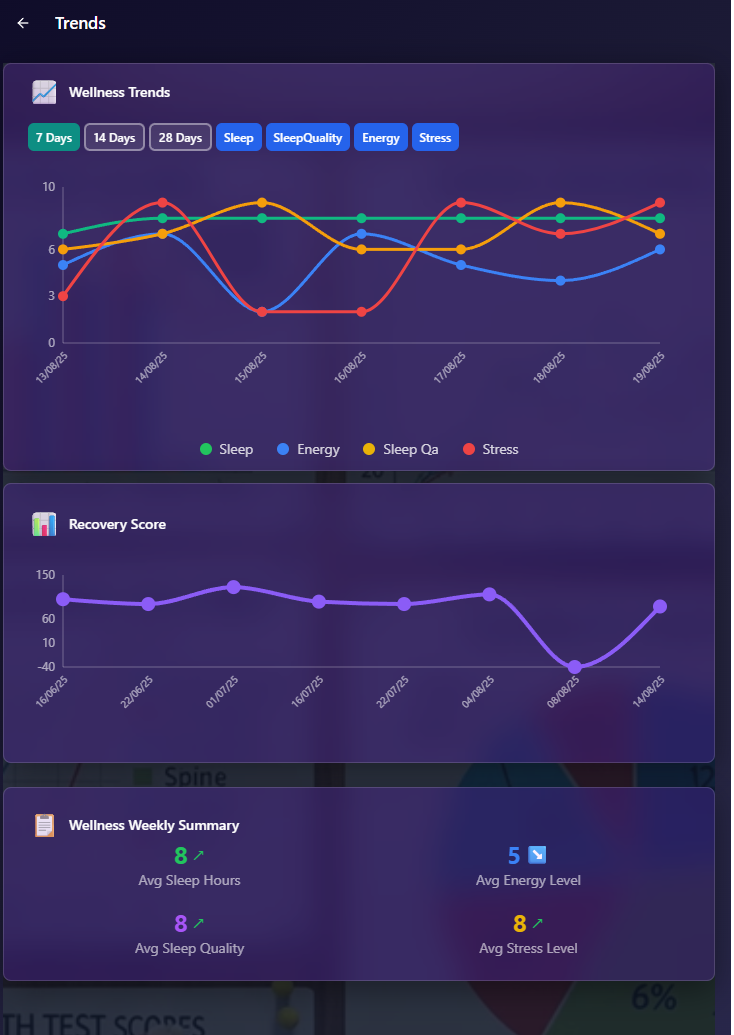 ← Trends
Wellness Trends
7 Days 14 Days 28 Days Sleep SleepQuality Energy Stress
10
6
3
0
13/08/25 14/08/25 15/08/25 16/08/25 17/08/25 18/08/25 19/08/25
Sleep Energy Sleep Qa Stress
20
Recovery Score
150
60
10
-40
16/06/25 22/06/25 01/07/25 16/07/25 22/07/25 04/08/25 08/08/25 14/08/25
Spine
12
Wellness Weekly Summary
8 ↗ 5 ↘
Avg Sleep Hours Avg Energy Level
8 ↗ 8 ↗
Avg Sleep Quality Avg Stress Level
6%
TH TEST SCORES